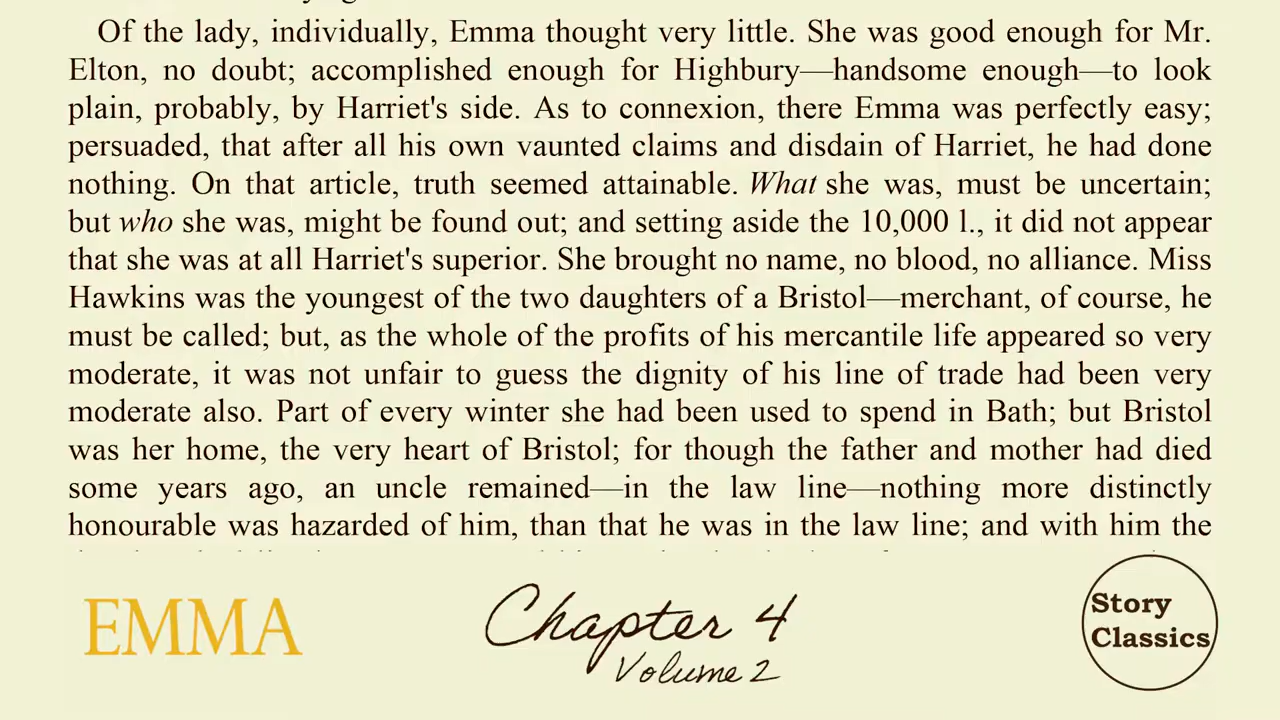 Of the lady, individually, Emma thought very little. She was good enough for Mr.
Elton, no doubt; accomplished enough for Highbury—handsome enough—to look
plain, probably, by Harriet's side. As to connexion, there Emma was perfectly easy;
persuaded, that after all his own vaunted claims and disdain of Harriet, he had done
nothing. On that article, truth seemed attainable. What she was, must be uncertain;
but who she was, might be found out; and setting aside the 10,000 l., it did not appear
that she was at all Harriet's superior. She brought no name, no blood, no alliance. Miss
Hawkins was the youngest of the two daughters of a Bristol—merchant, of course, he
must be called; but, as the whole of the profits of his mercantile life appeared so very
moderate, it was not unfair to guess the dignity of his line of trade had been very
moderate also. Part of every winter she had been used to spend in Bath; but Bristol
was her home, the very heart of Bristol; for though the father and mother had died
some years ago, an uncle remained—in the law line—nothing more distinctly
honourable was hazarded of him, than that he was in the law line; and with him the
EMMA
Chapter 4
Volume 2
Story
Classics